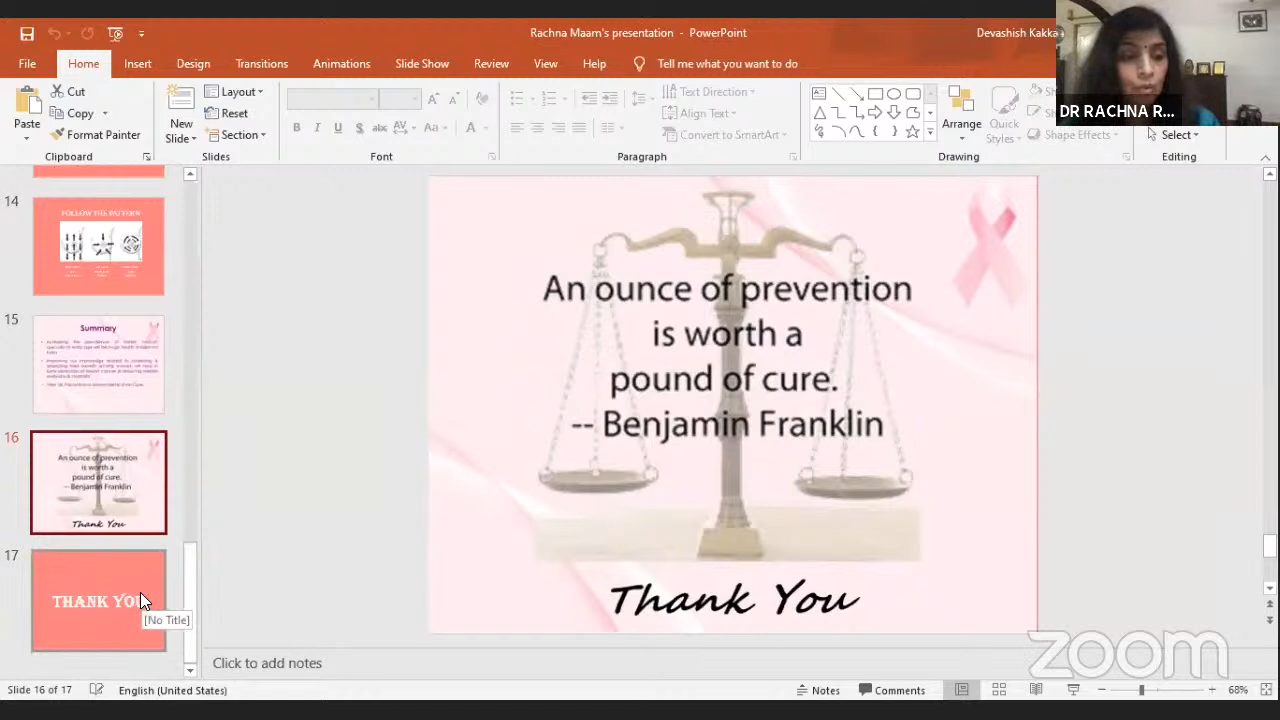 Rachna Maam's presentation - PowerPoint
Devashish Kakka
File Home Insert Design Transitions Animations Slide Show Review View Help Tell me what you want to do
DR RACHNA R...
Paste
Cut
Copy
Format Painter
Clipboard
New Slide
Layout
Reset
Section
Slides
B I U S abc AV Aa A
Font
Text Direction
Align Text
Convert to SmartArt
Paragraph
Arrange
Quick Styles
Sh
Sh
Shape Effects
Drawing
Select
Editing
14
FOLLOW THE PATTERN
15
Summary
16
An ounce of prevention
is worth a
pound of cure.
-- Benjamin Franklin
Thank You
17
THANK YOU
[No Title]
An ounce of prevention
is worth a
pound of cure.
-- Benjamin Franklin
Thank You
zoom
Click to add notes
Slide 16 of 17 English (United States) Notes Comments 68%